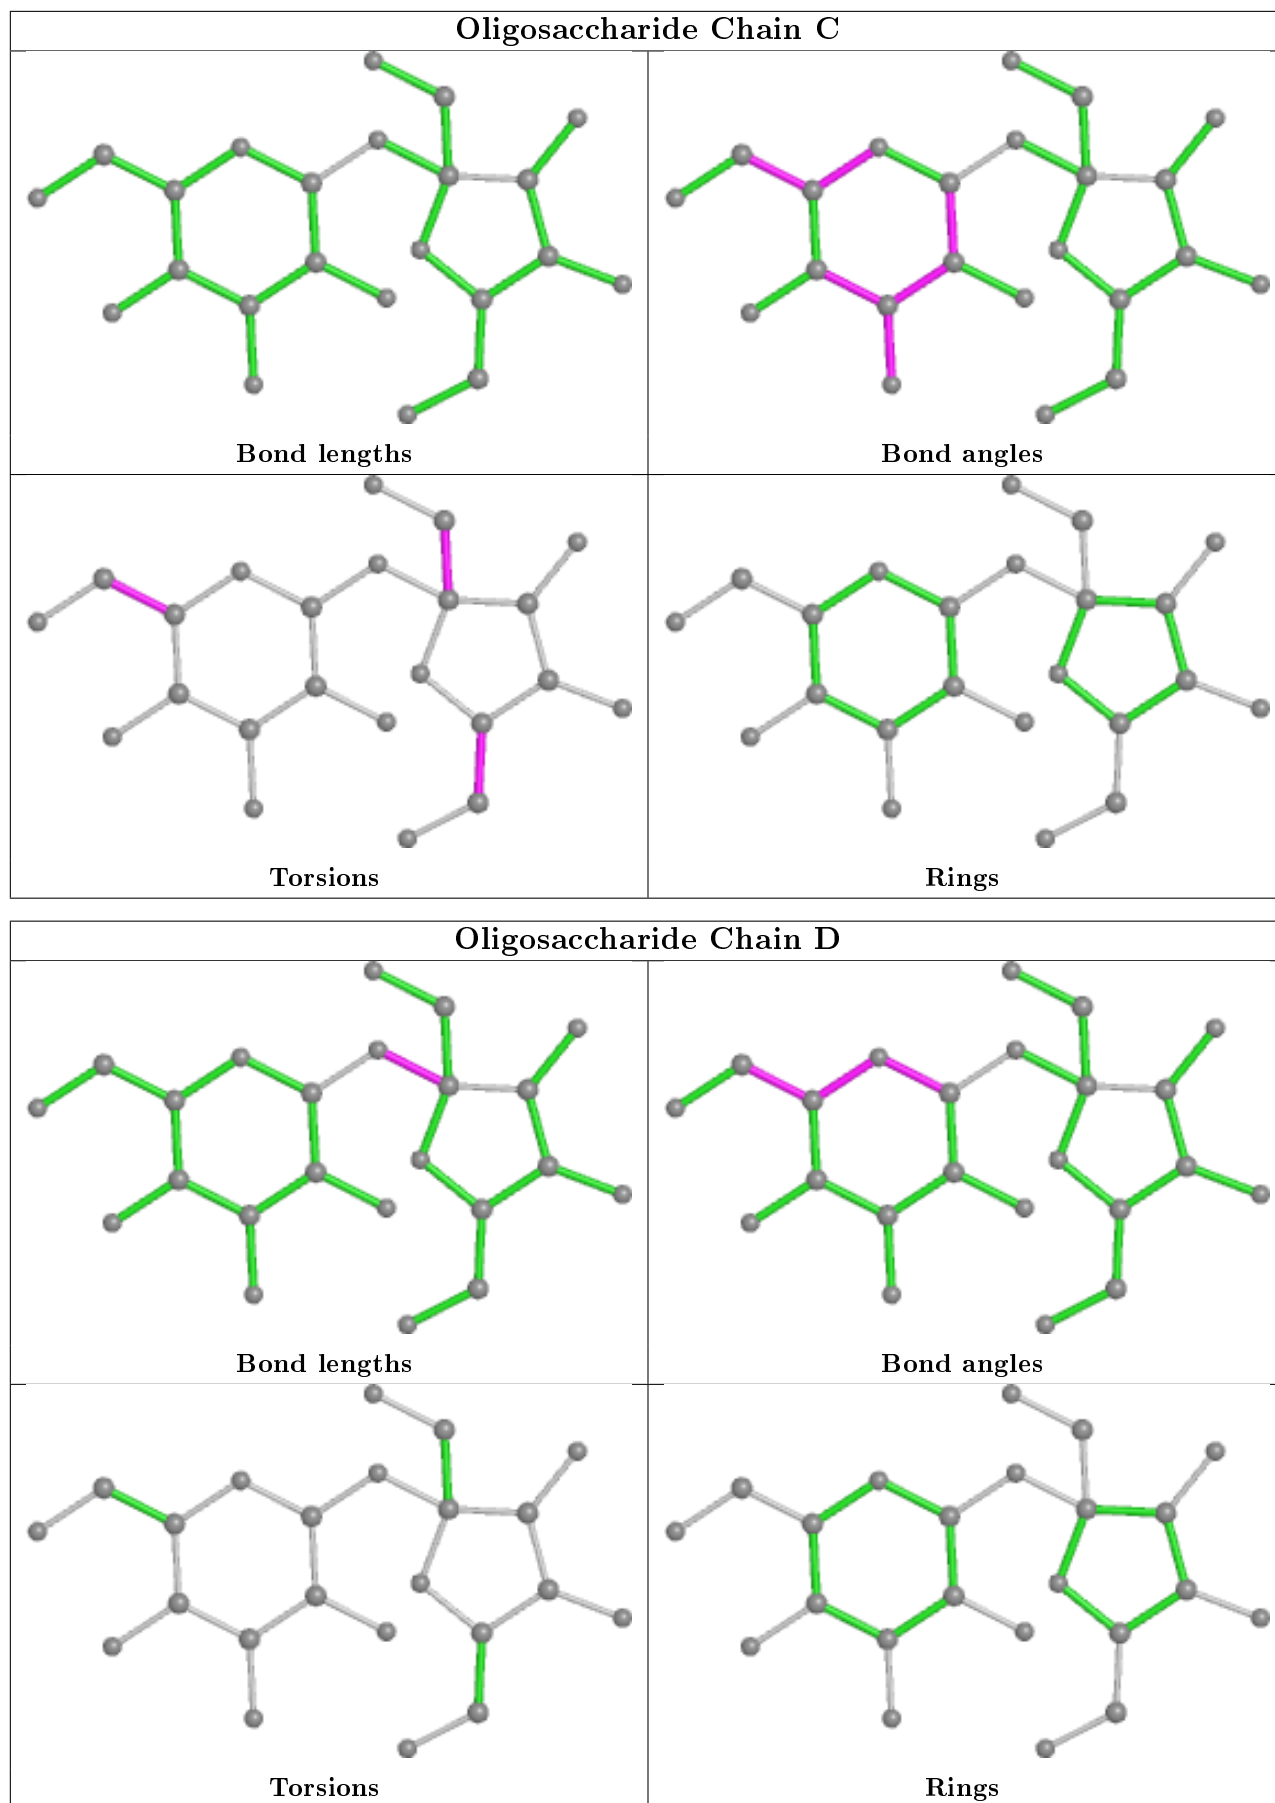 Oligosaccharide Chain C
Bond lengths
Bond angles
Torsions
Rings
Oligosaccharide Chain D
Bond lengths
Bond angles
Torsions
Rings